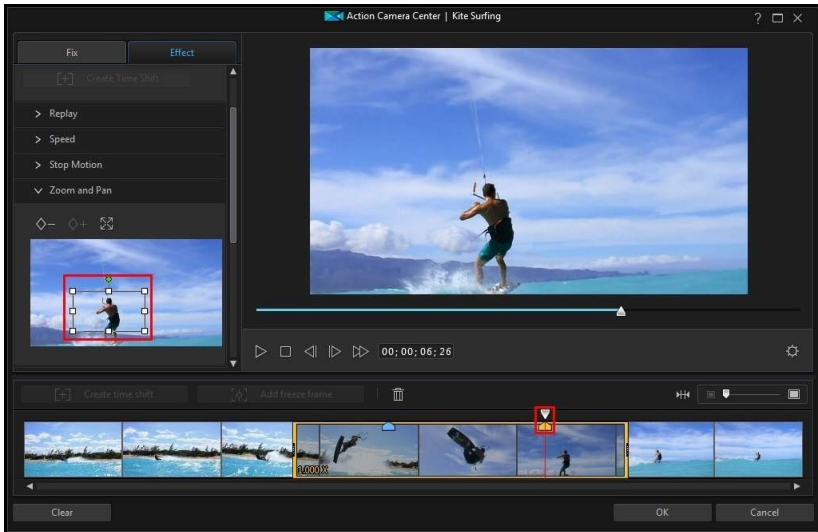 Action Camera Center | Kite Surfing
?
Fix
Effect
Create Time Shift
Replay
Speed
Stop Motion
Zoom and Pan
00;00;06;26
Create time shift
Add freeze frame
1.000 X
Clear
OK
Cancel